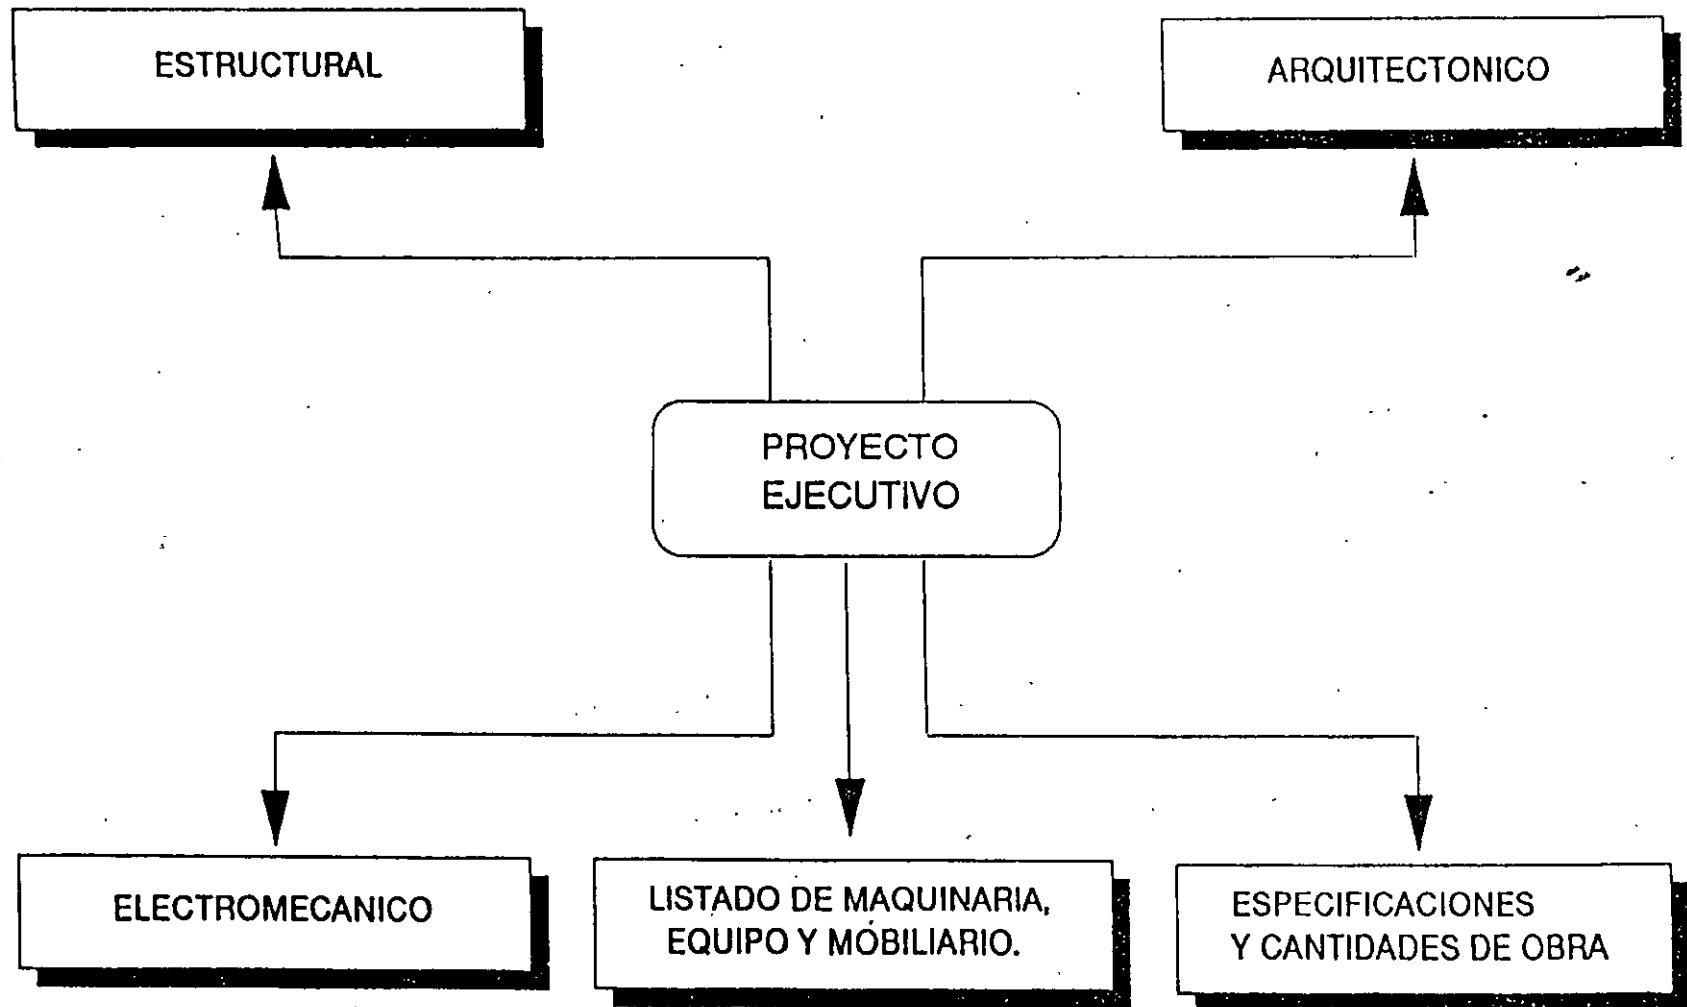 ESTRUCTURAL
ARQUITECTONICO
PROYECTO
EJECUTIVO
ELECTROMECANICO
LISTADO DE MAQUINARIA,
EQUIPO Y MOBILIARIO.
ESPECIFICACIONES
Y CANTIDADES DE OBRA